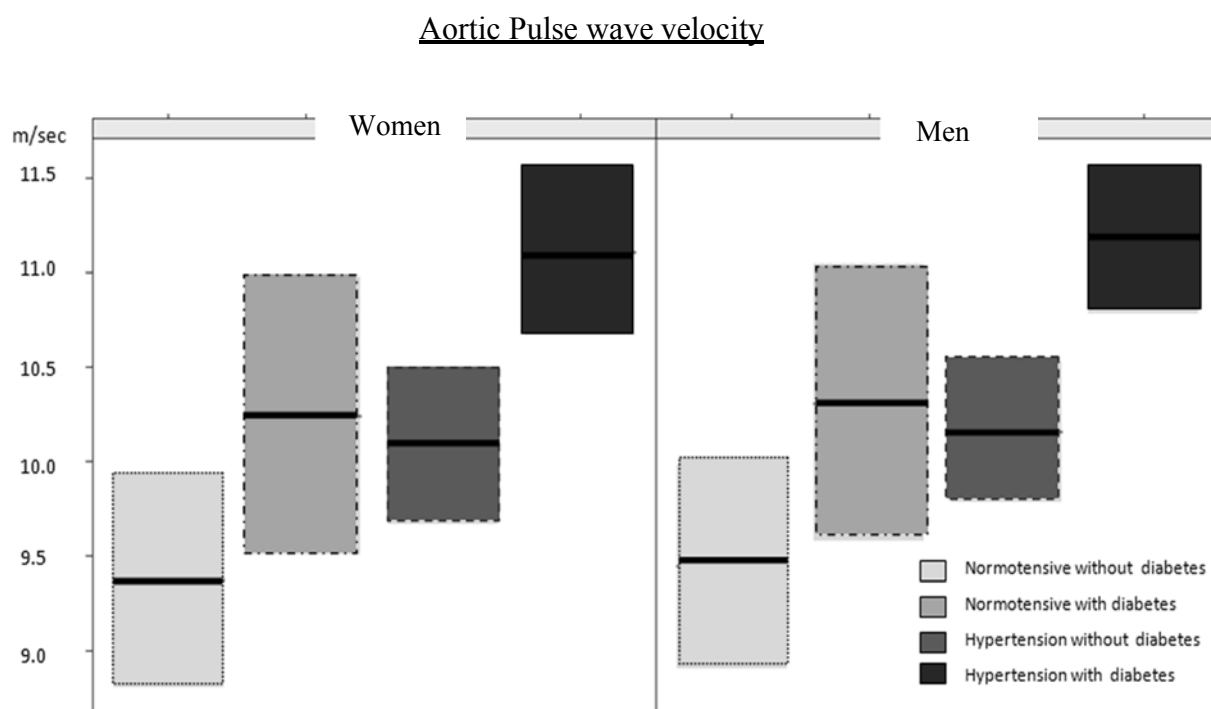 Aortic Pulse wave velocity
Women
Men
m/sec
11.5
11.0
10.5
10.0
9.5
9.0
Normotensive without diabetes
Normotensive with diabetes
Hypertension without diabetes
Hypertension with diabetes